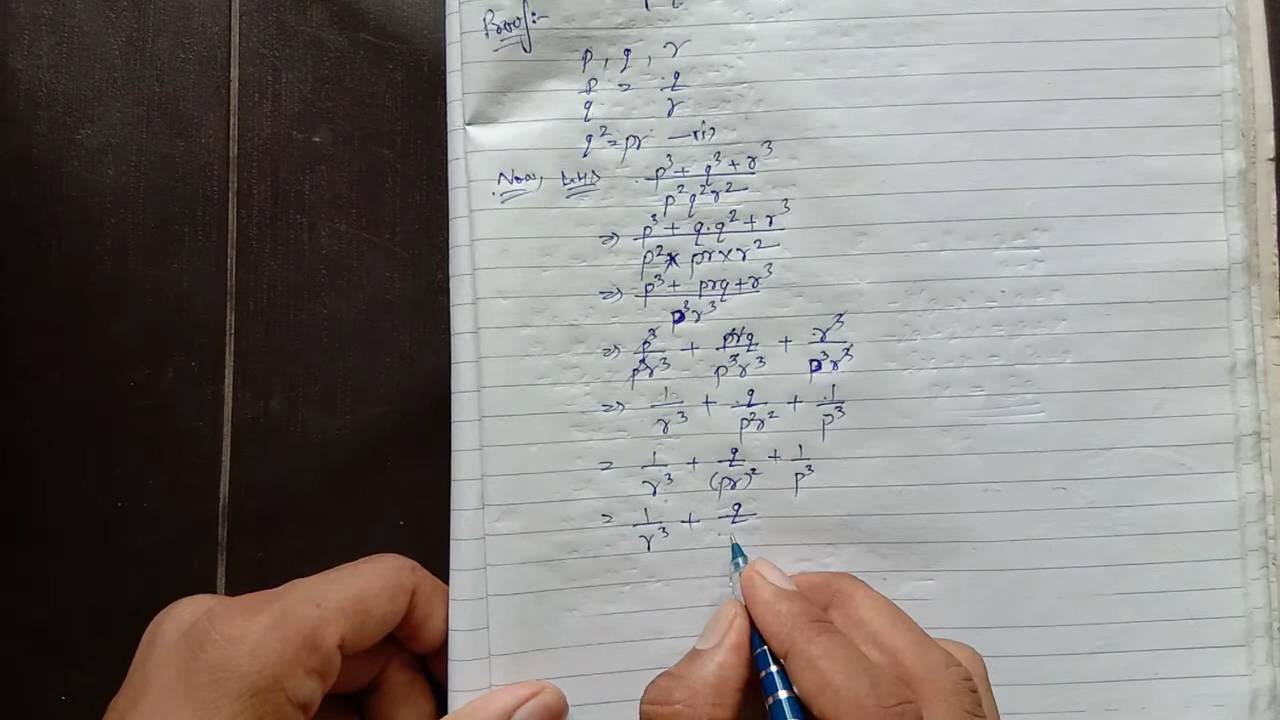 Proof:-
p, q, r
p/q = q/r
q² = pr —(i)
Now, LHS (p³ + q³ + r³)/(p²q²r²)
⇒ (p³ + q·q² + r³)/(p² × pr × r²)
⇒ (p³ + prq + r³)/(p³r³)
⇒ p³/(p³r³) + prq/(p³r³) + r³/(p³r³)
⇒ 1/r³ + q/(p²r²) + 1/p³
= 1/r³ + q/(pr)² + 1/p³
= 1/r³ + q/